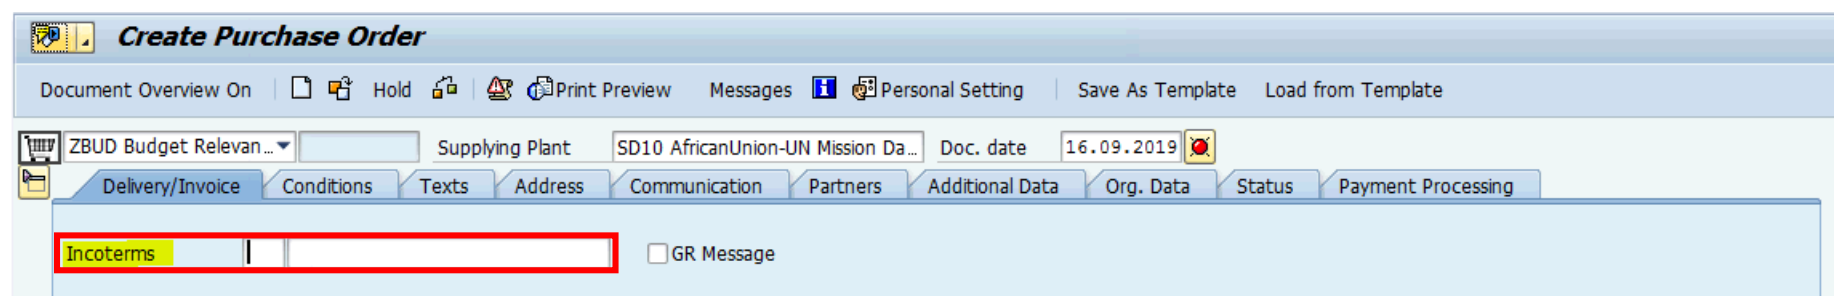 Create Purchase Order
Document Overview On Hold Print Preview Messages Personal Setting Save As Template Load from Template
ZBUD Budget Relevan... Supplying Plant SD10 AfricanUnion-UN Mission Da... Doc. date 16.09.2019
Delivery/Invoice Conditions Texts Address Communication Partners Additional Data Org. Data Status Payment Processing
Incoterms GR Message